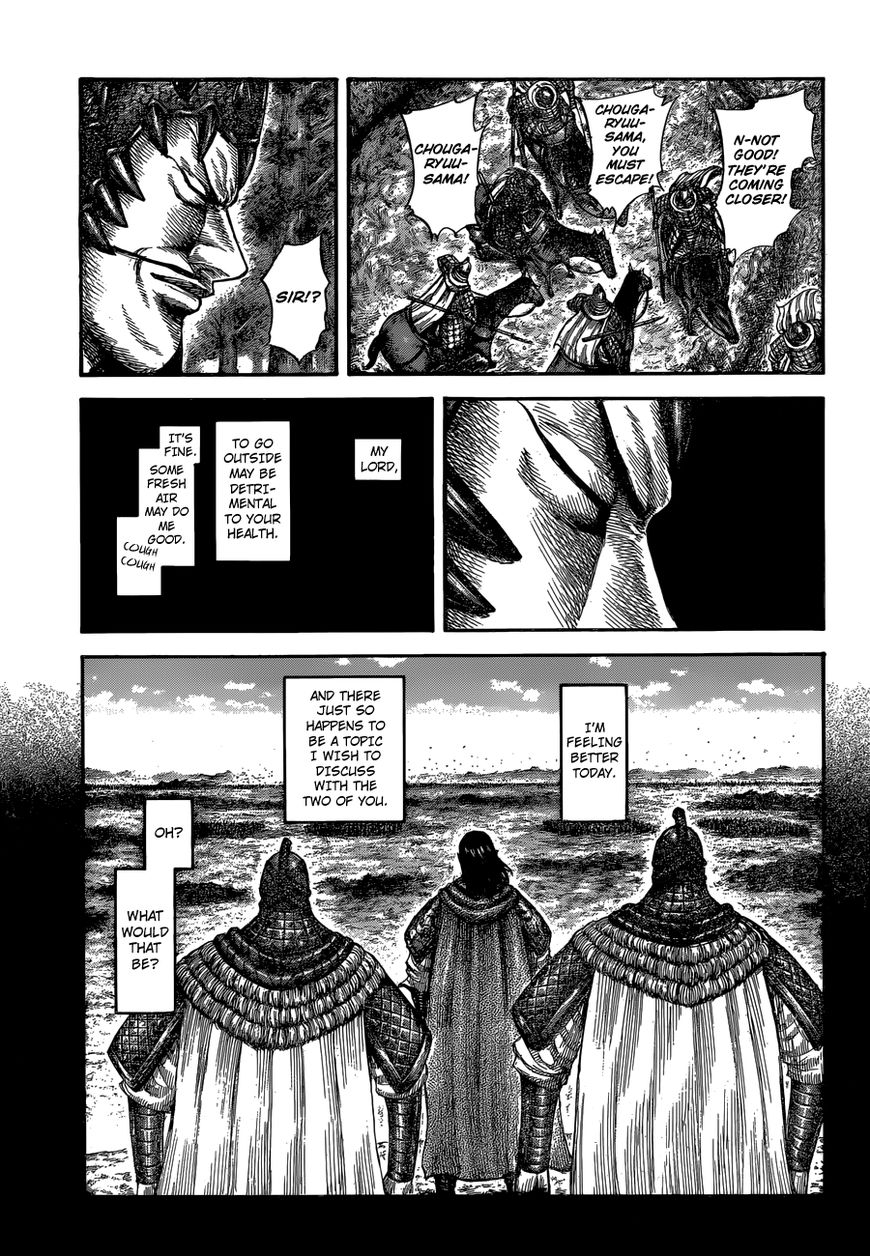 N-NOT
GOOD!
THEY'RE
COMING
CLOSER!
CHOUGA-
RYUU-
SAMA,
YOU
MUST
ESCAPE!
CHOUGA-
RYUU-
SAMA!
SIR!?
MY
LORD,
TO GO
OUTSIDE
MAY BE
DETRI-
MENTAL
TO YOUR
HEALTH.
IT'S
FINE.
SOME
FRESH
AIR
MAY DO
ME
GOOD.
COUGH
COUGH
I'M
FEELING
BETTER
TODAY.
AND THERE
JUST SO
HAPPENS TO
BE A TOPIC
I WISH TO
DISCUSS
WITH THE
TWO OF YOU.
OH?
WHAT
WOULD
THAT
BE?